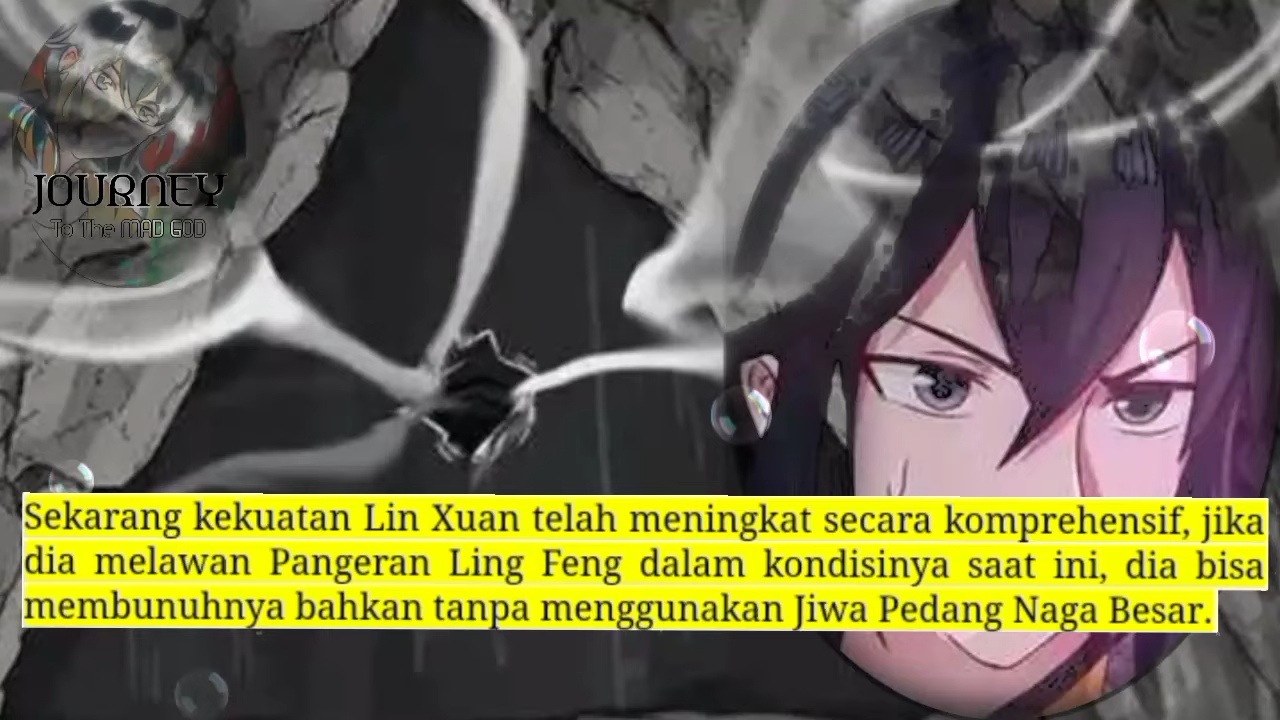 JOURNEY
To The MAD GOD
Sekarang kekuatan Lin Xuan telah meningkat secara komprehensif, jika
dia melawan Pangeran Ling Feng dalam kondisinya saat ini, dia bisa
membunuhnya bahkan tanpa menggunakan Jiwa Pedang Naga Besar.